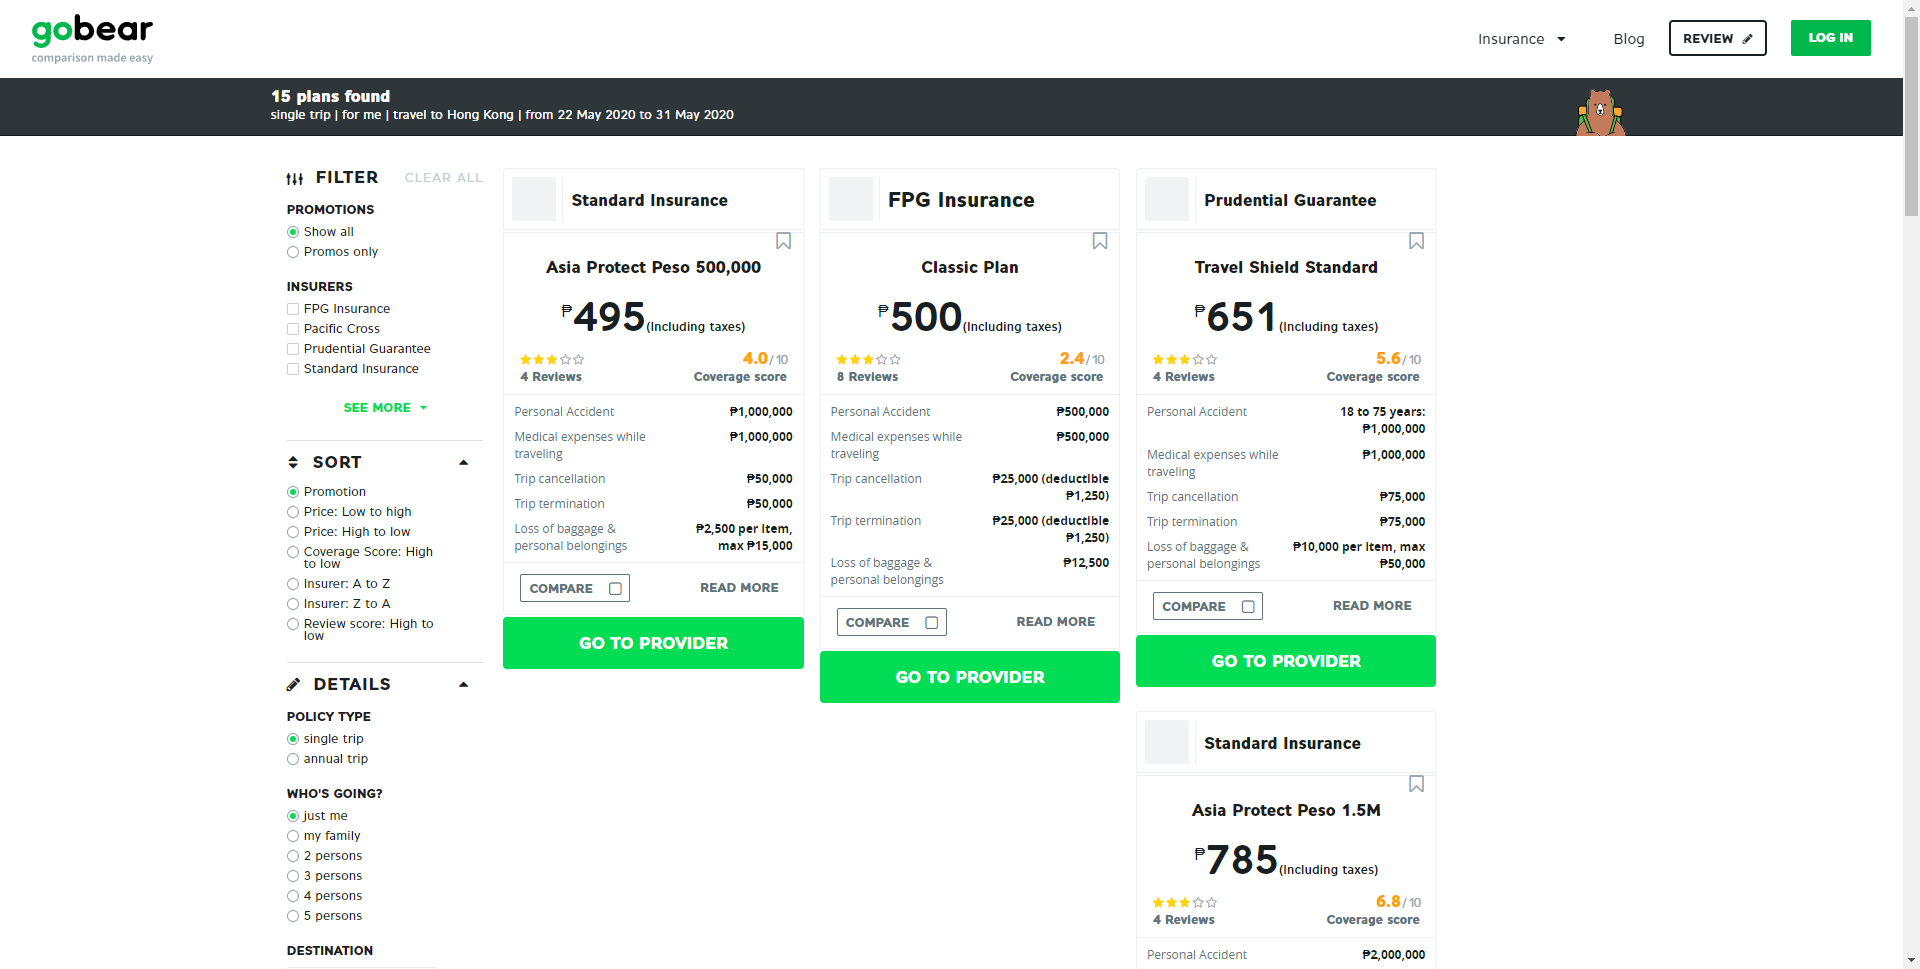 gobear
comparison made easy
Insurance
Blog
REVIEW
LOG IN
15 plans found
single trip | for me | travel to Hong Kong | from 22 May 2020 to 31 May 2020
FILTER
CLEAR ALL
PROMOTIONS
Show all
Promos only
INSURERS
FPG Insurance
Pacific Cross
Prudential Guarantee
Standard Insurance
SEE MORE
SORT
Promotion
Price: Low to high
Price: High to low
Coverage Score: High
to low
Insurer: A to Z
Insurer: Z to A
Review score: High to
low
DETAILS
POLICY TYPE
single trip
annual trip
WHO'S GOING?
just me
my family
2 persons
3 persons
4 persons
5 persons
DESTINATION
Standard Insurance
Asia Protect Peso 500,000
₱495(Including taxes)
4.0/10
4 Reviews
Coverage score
Personal Accident ₱1,000,000
Medical expenses while ₱1,000,000
traveling
Trip cancellation ₱50,000
Trip termination ₱50,000
Loss of baggage & ₱2,500 per item,
personal belongings max ₱15,000
COMPARE
READ MORE
GO TO PROVIDER
FPG Insurance
Classic Plan
₱500(Including taxes)
2.4/10
8 Reviews
Coverage score
Personal Accident ₱500,000
Medical expenses while ₱500,000
traveling
Trip cancellation ₱25,000 (deductible
₱1,250)
Trip termination ₱25,000 (deductible
₱1,250)
Loss of baggage & ₱12,500
personal belongings
COMPARE
READ MORE
GO TO PROVIDER
Prudential Guarantee
Travel Shield Standard
₱651(Including taxes)
5.6/10
4 Reviews
Coverage score
Personal Accident 18 to 75 years:
₱1,000,000
Medical expenses while ₱1,000,000
traveling
Trip cancellation ₱75,000
Trip termination ₱75,000
Loss of baggage & ₱10,000 per item, max
personal belongings ₱50,000
COMPARE
READ MORE
GO TO PROVIDER
Standard Insurance
Asia Protect Peso 1.5M
₱785(Including taxes)
6.8/10
4 Reviews
Coverage score
Personal Accident ₱2,000,000